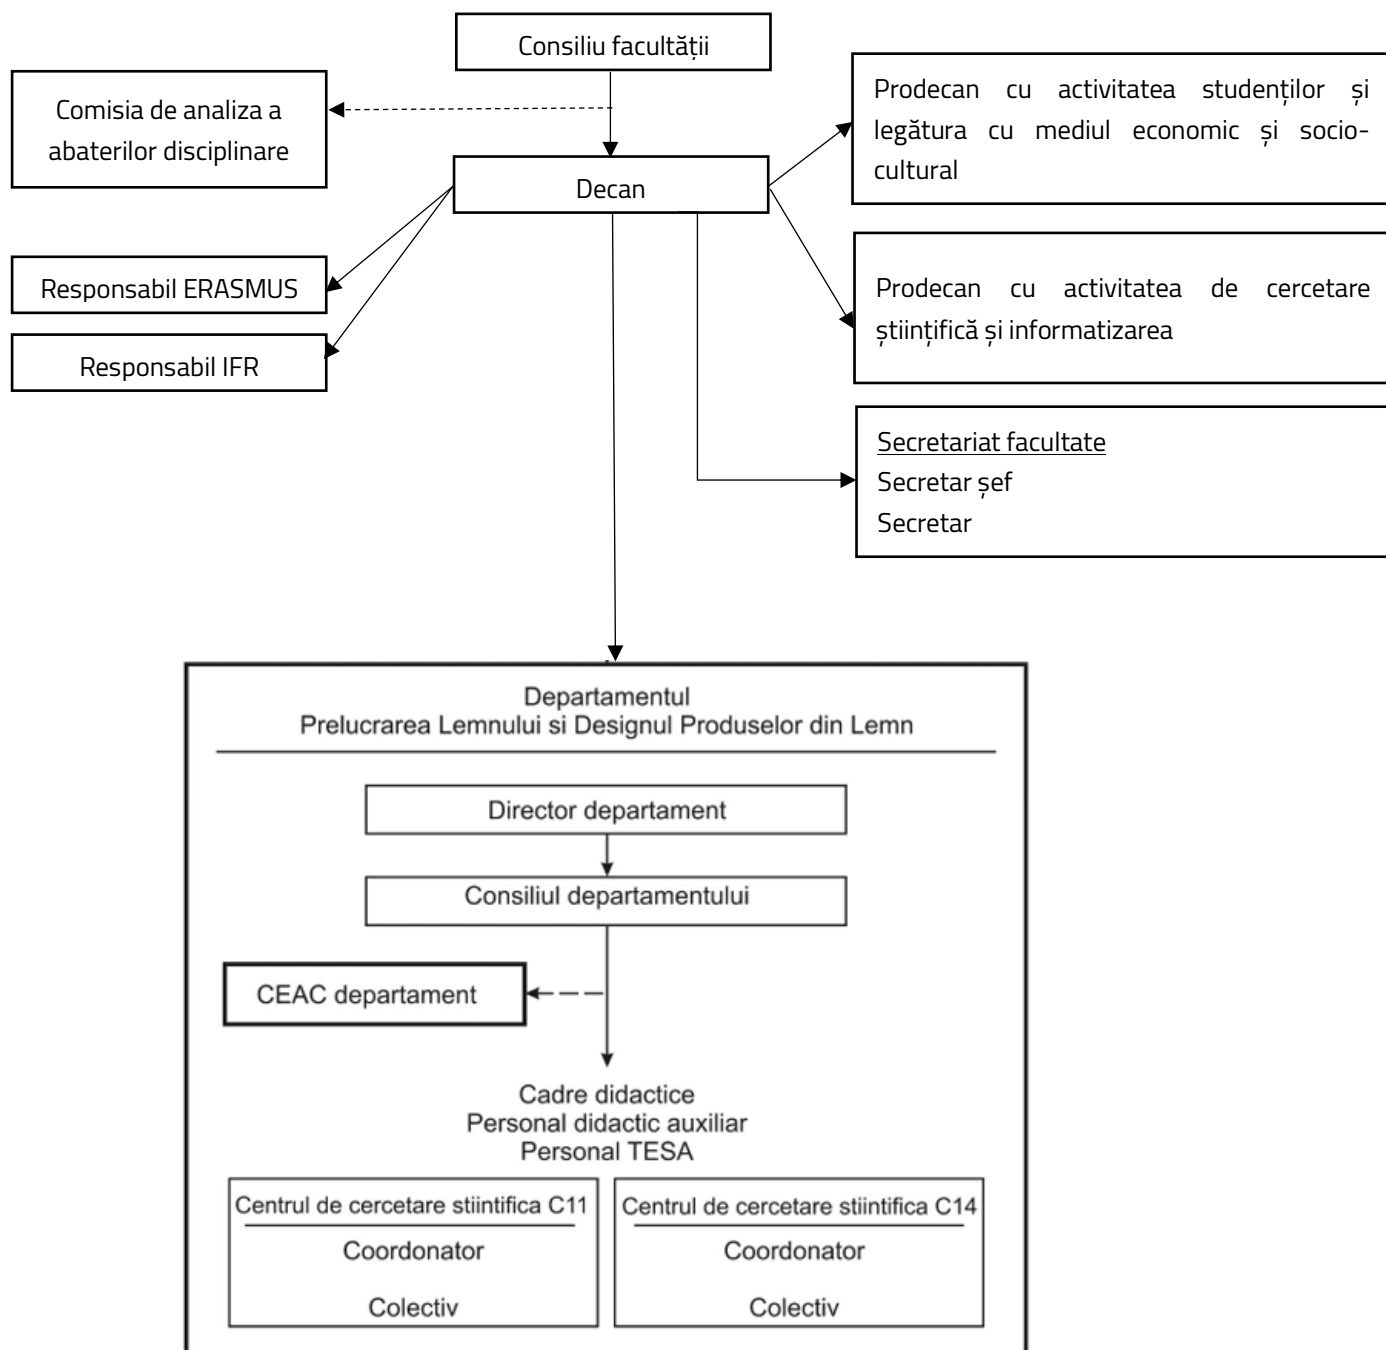 Consiliu facultății
Comisia de analiza a
abaterilor disciplinare
Prodecan cu activitatea studenților și
legătura cu mediul economic și socio-
cultural
Decan
Responsabil ERASMUS
Responsabil IFR
Prodecan cu activitatea de cercetare
științifică și informatizarea
Secretariat facultate
Secretar șef
Secretar
Departamentul
Prelucrarea Lemnului si Designul Produselor din Lemn
Director departament
Consiliul departamentului
CEAC departament
Cadre didactice
Personal didactic auxiliar
Personal TESA
Centrul de cercetare stiintifica C11
Coordonator
Colectiv
Centrul de cercetare stiintifica C14
Coordonator
Colectiv